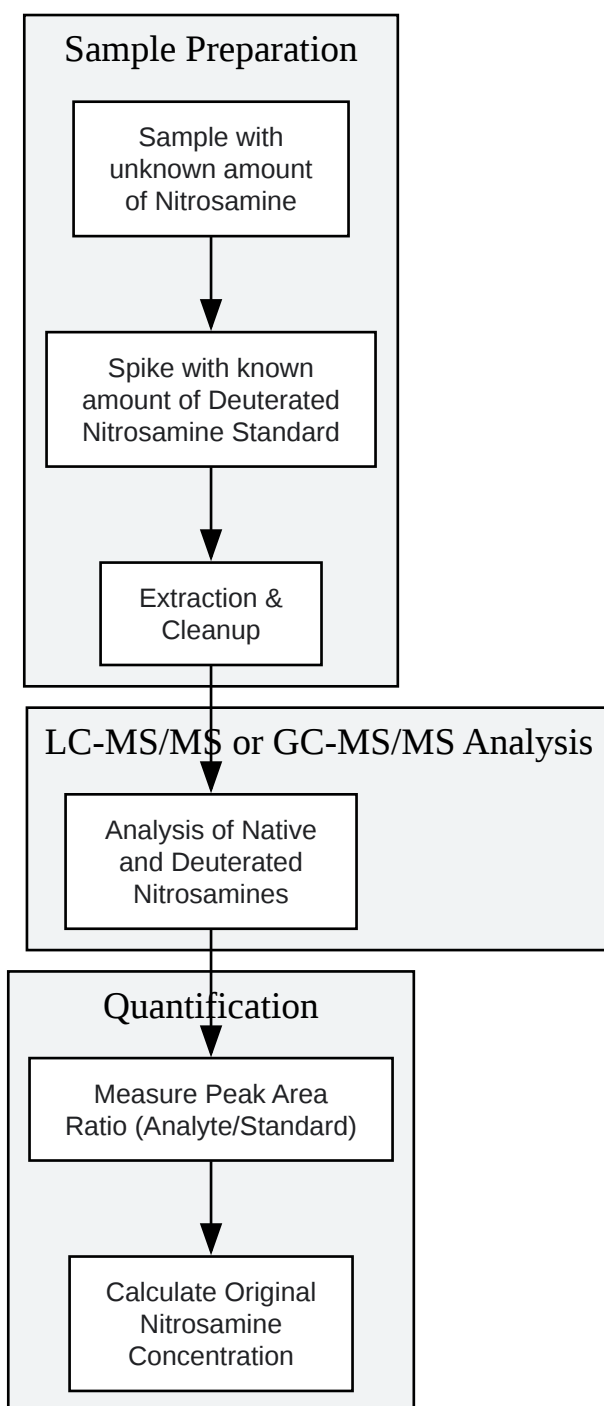 Sample Preparation
Sample with
unknown amount
of Nitrosamine
Spike with known
amount of Deuterated
Nitrosamine Standard
Extraction &
Cleanup
LC-MS/MS or GC-MS/MS Analysis
Analysis of Native
and Deuterated
Nitrosamines
Quantification
Measure Peak Area
Ratio (Analyte/Standard)
Calculate Original
Nitrosamine
Concentration